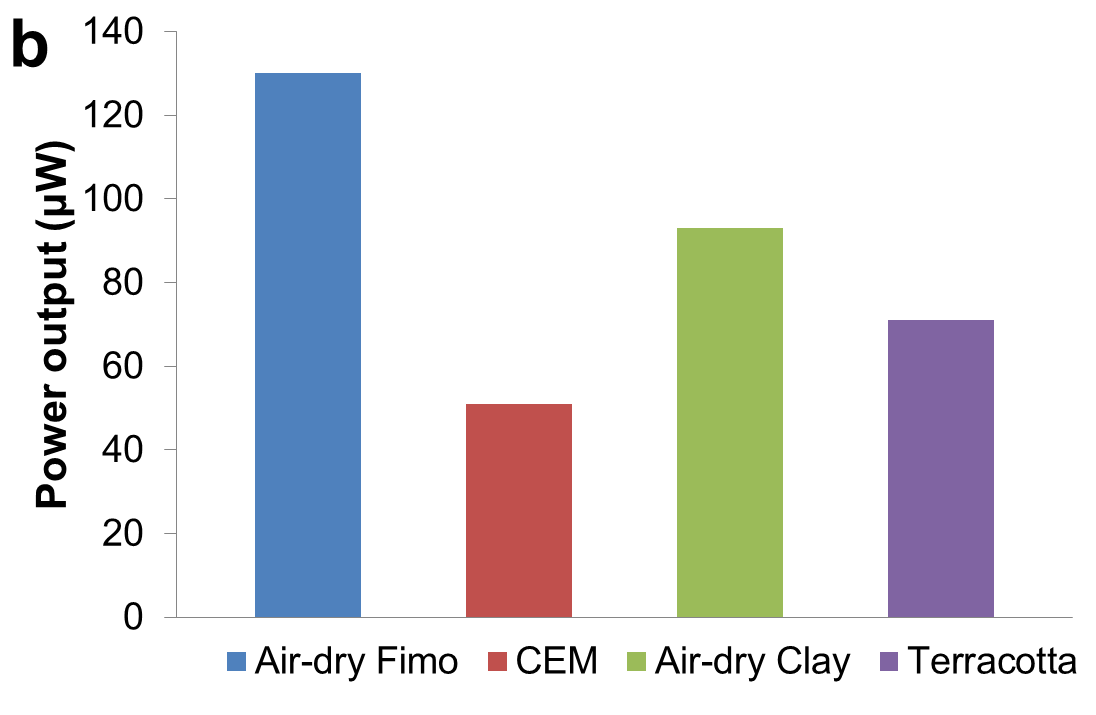 b
Power output (µW)
140
120
100
80
60
40
20
0
Air-dry Fimo
CEM
Air-dry Clay
Terracotta